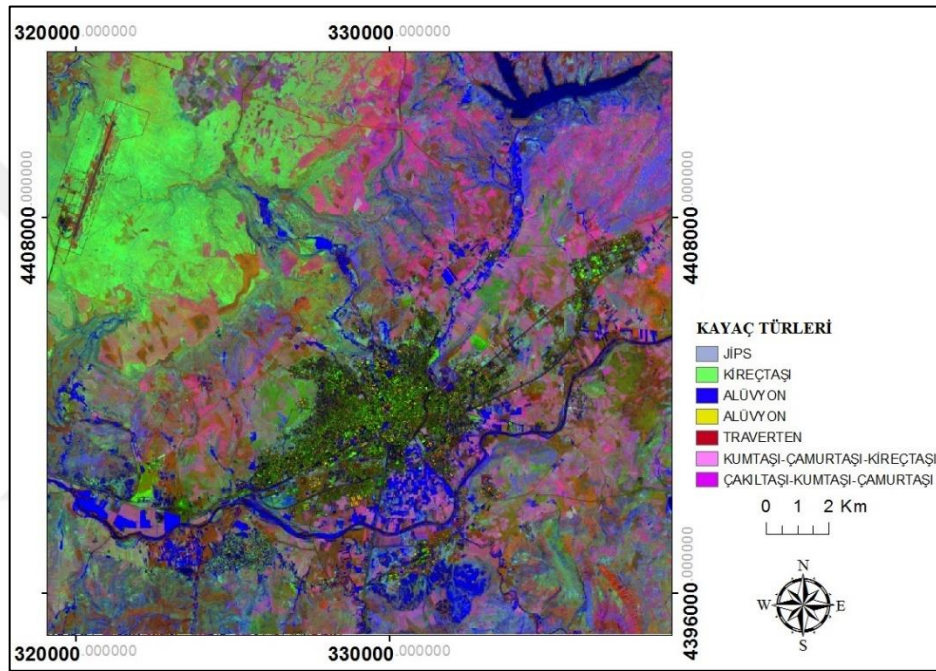 320000.000000 330000.000000
4408000.000000 4408000.000000
KAYAÇ TÜRLERİ
JİPS
KİREÇTAŞI
ALÜVYON
ALÜVYON
TRAVERTEN
KUMTAŞI-ÇAMURTAŞI-KİREÇTAŞI
ÇAKILTAŞI-KUMTAŞI-ÇAMURTAŞI
0 1 2 Km
N
W E
S
4396000.000000
320000.000000 330000.000000